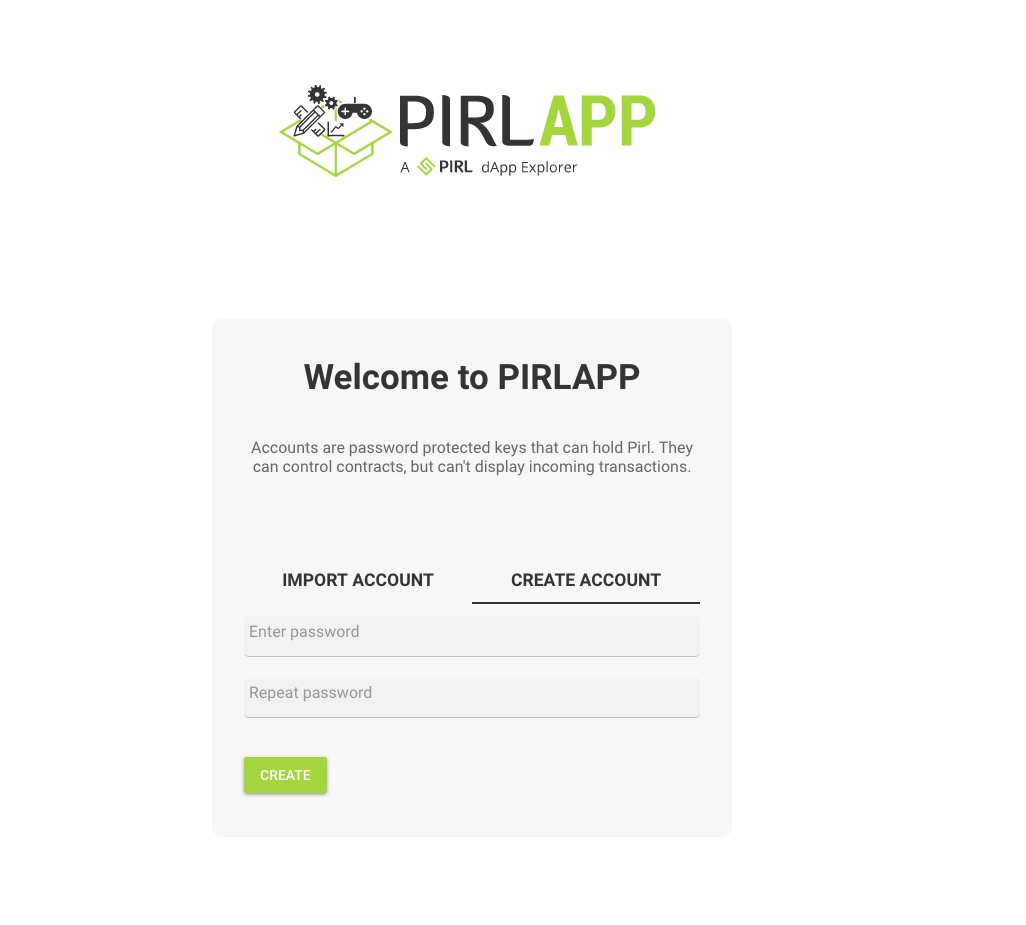 PIRLAPP
A PIRL dApp Explorer
Welcome to PIRLAPP
Accounts are password protected keys that can hold Pirl. They
can control contracts, but can't display incoming transactions.
IMPORT ACCOUNT CREATE ACCOUNT
Enter password
Repeat password
CREATE